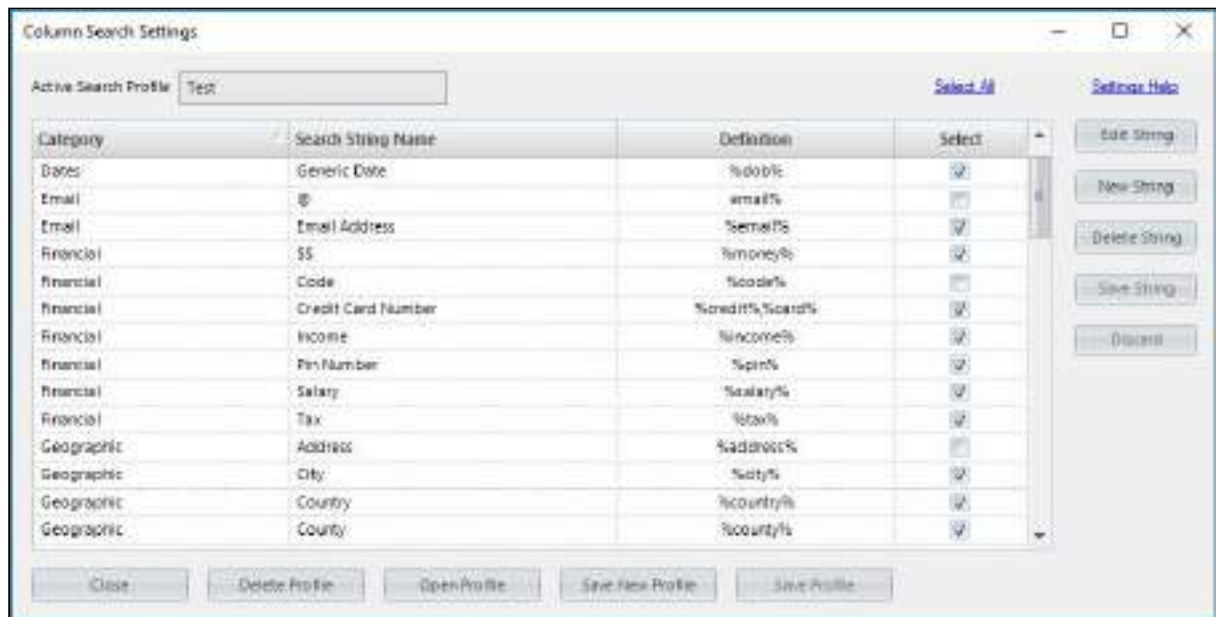 Column Search Settings
Active Search Profile Test Select All Settings Help
Category Search String Name Definition Select Edit String
Dates Generic Date %dob%
Email @ email% New String
Email Email Address %email%
Financial $$ %money% Delete String
Financial Code %code%
Financial Credit Card Number %credit%,%card% Save String
Financial Income %income%
Financial Pin Number %pin% Discard
Financial Salary %salary%
Financial Tax %tax%
Geographic Address %address%
Geographic City %city%
Geographic Country %country%
Geographic County %county%
Close Delete Profile Open Profile Save New Profile Save Profile